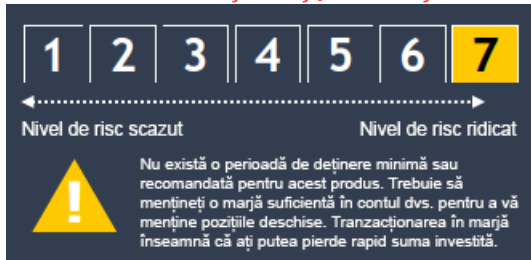 1 2 3 4 5 6 7
Nivel de risc scazut Nivel de risc ridicat
!
Nu există o perioadă de deținere minimă sau
recomandată pentru acest produs. Trebuie să
mențineți o marjă suficientă în contul dvs. pentru a vă
menține pozițiile deschise. Tranzacționarea în marjă
înseamnă că ați putea pierde rapid suma investită.